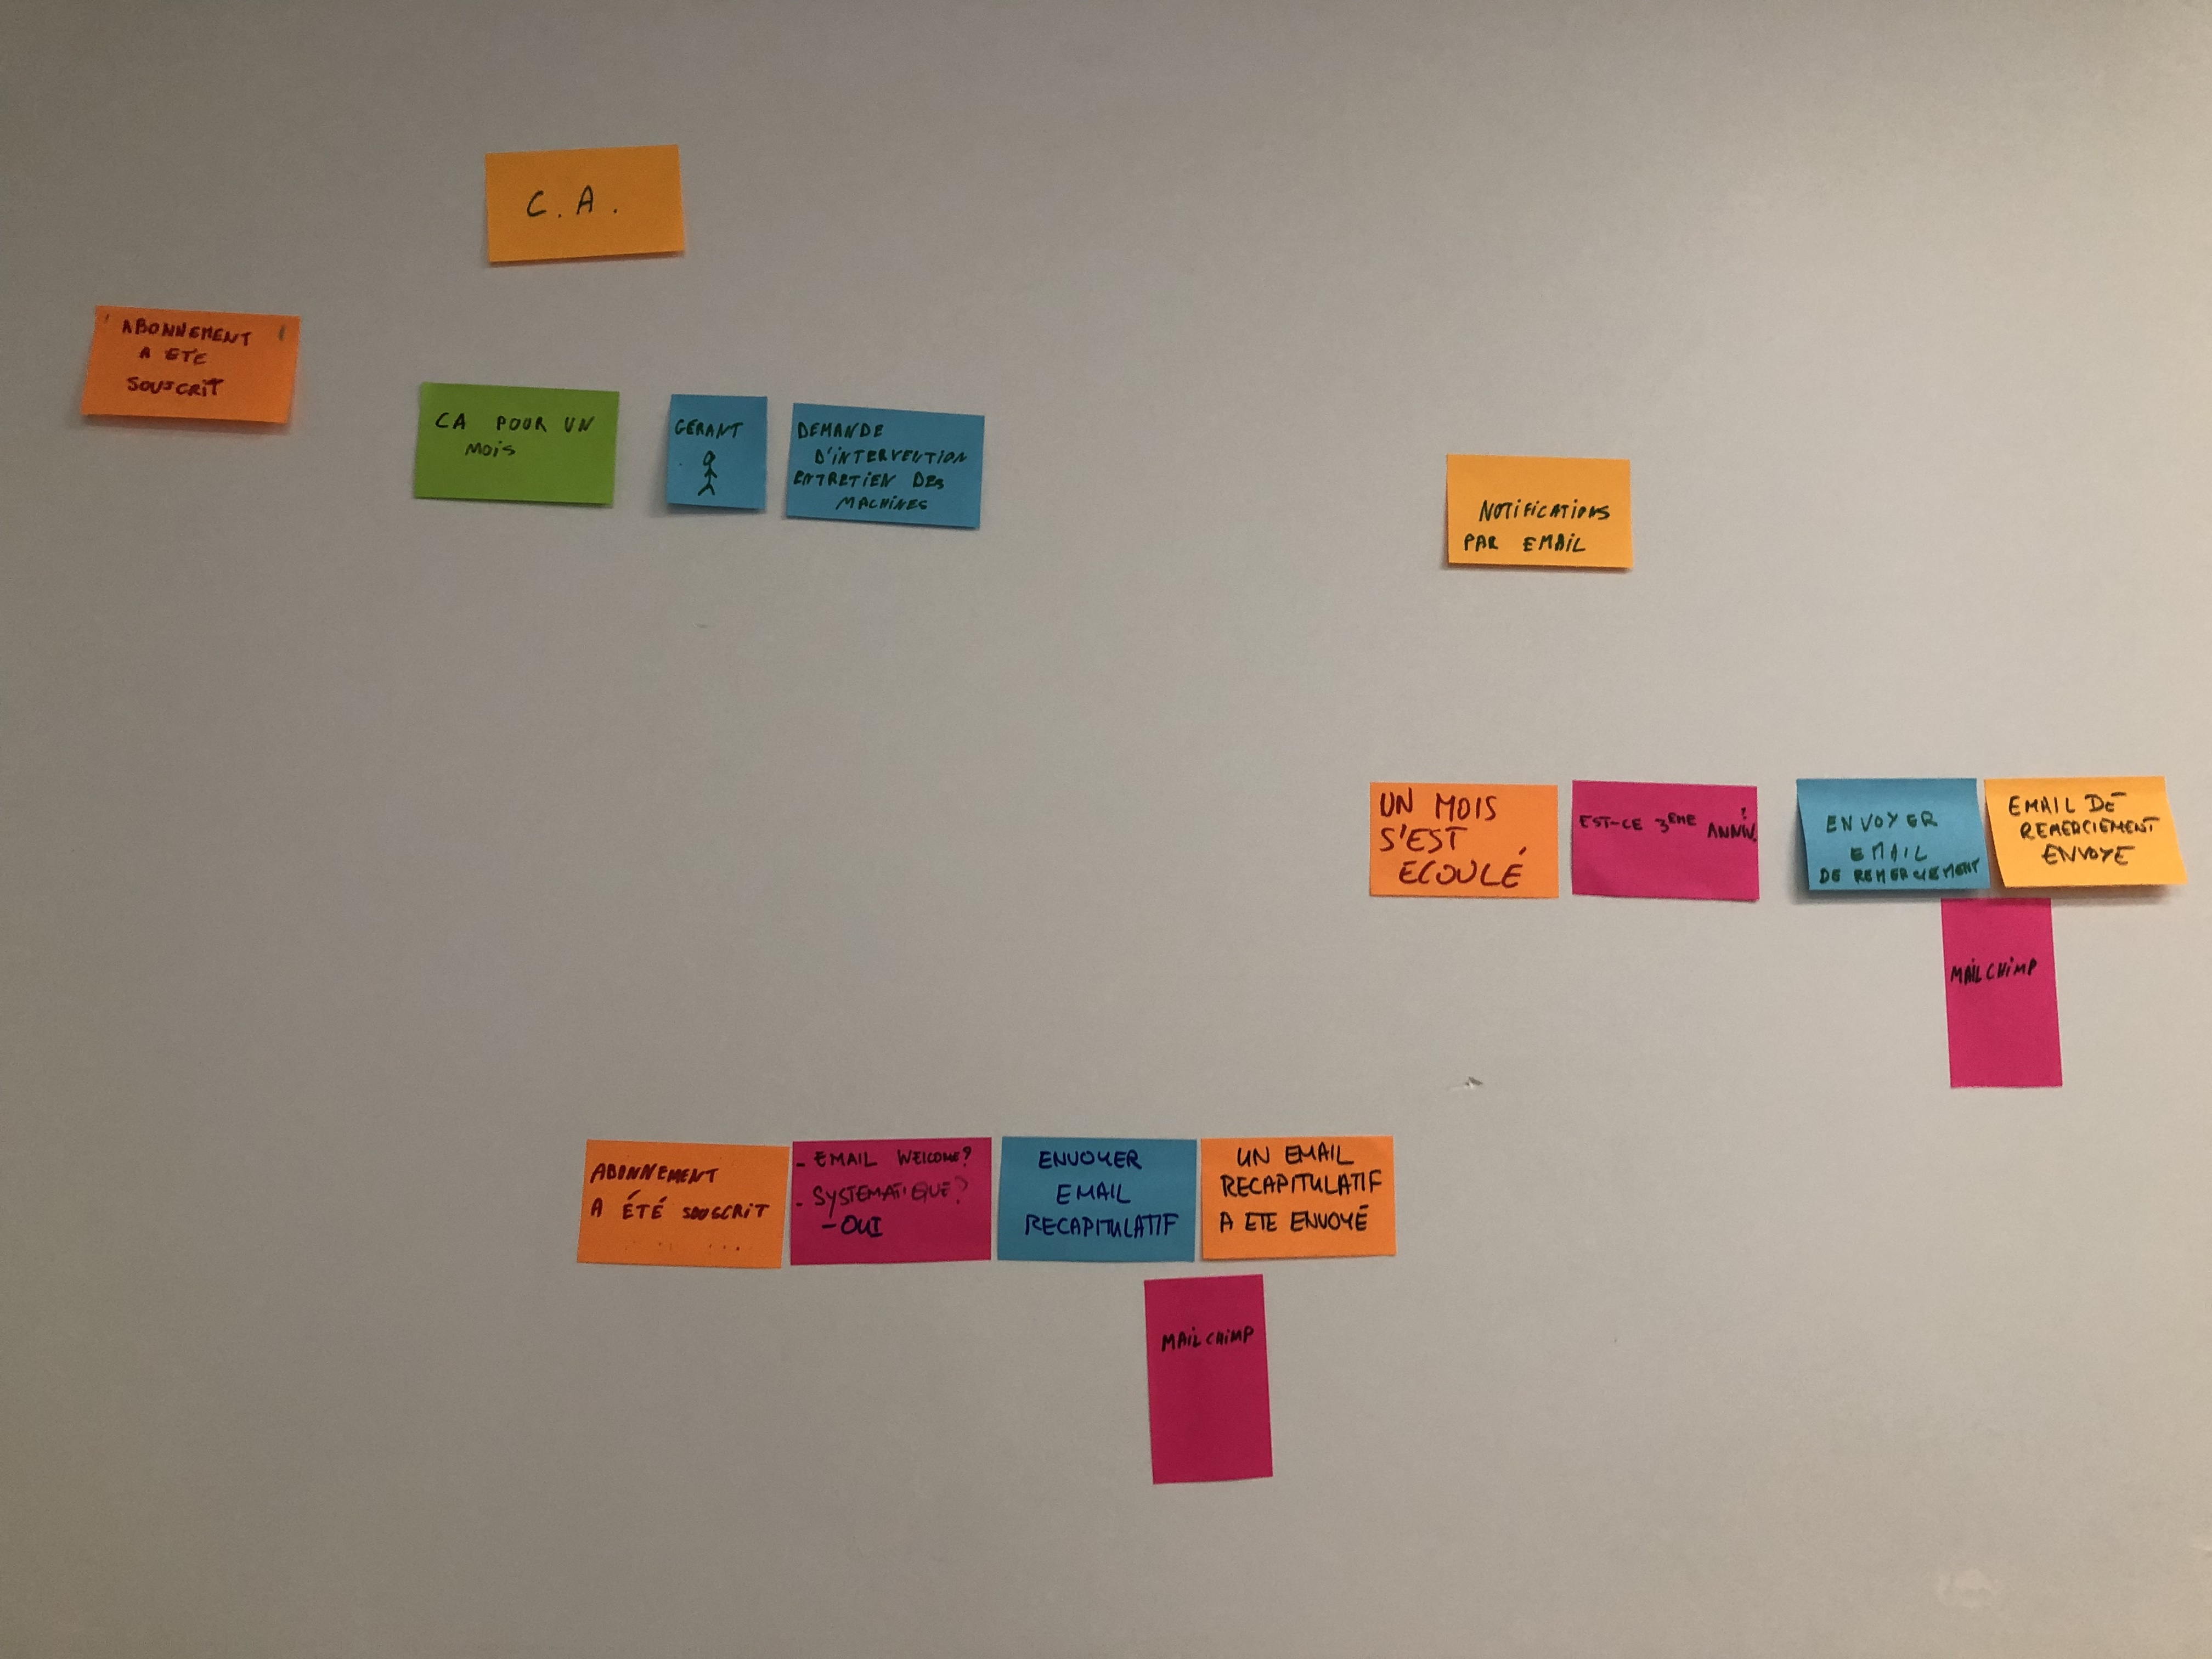 C. A.
ABONNEMENT
A ETE
SOUSCRIT
CA POUR UN
MOIS
GERANT
DEMANDE
D'INTERVENTION
ENTRETIEN DES
MACHINES
NOTIFICATIONS
PAR EMAIL
UN MOIS
S'EST
ECOULÉ
EST-CE 3EME ANNIV.?
ENVOYER
EMAIL
DE REMERCIEMENT
EMAIL DE
REMERCIEMENT
ENVOYE
MAILCHIMP
ABONNEMENT
A ÉTÉ SOUSCRIT
- EMAIL WELCOME?
- SYSTEMATIQUE?
- OUI
ENVOYER
EMAIL
RECAPITULATIF
UN EMAIL
RECAPITULATIF
A ETE ENVOYÉ
MAILCHIMP